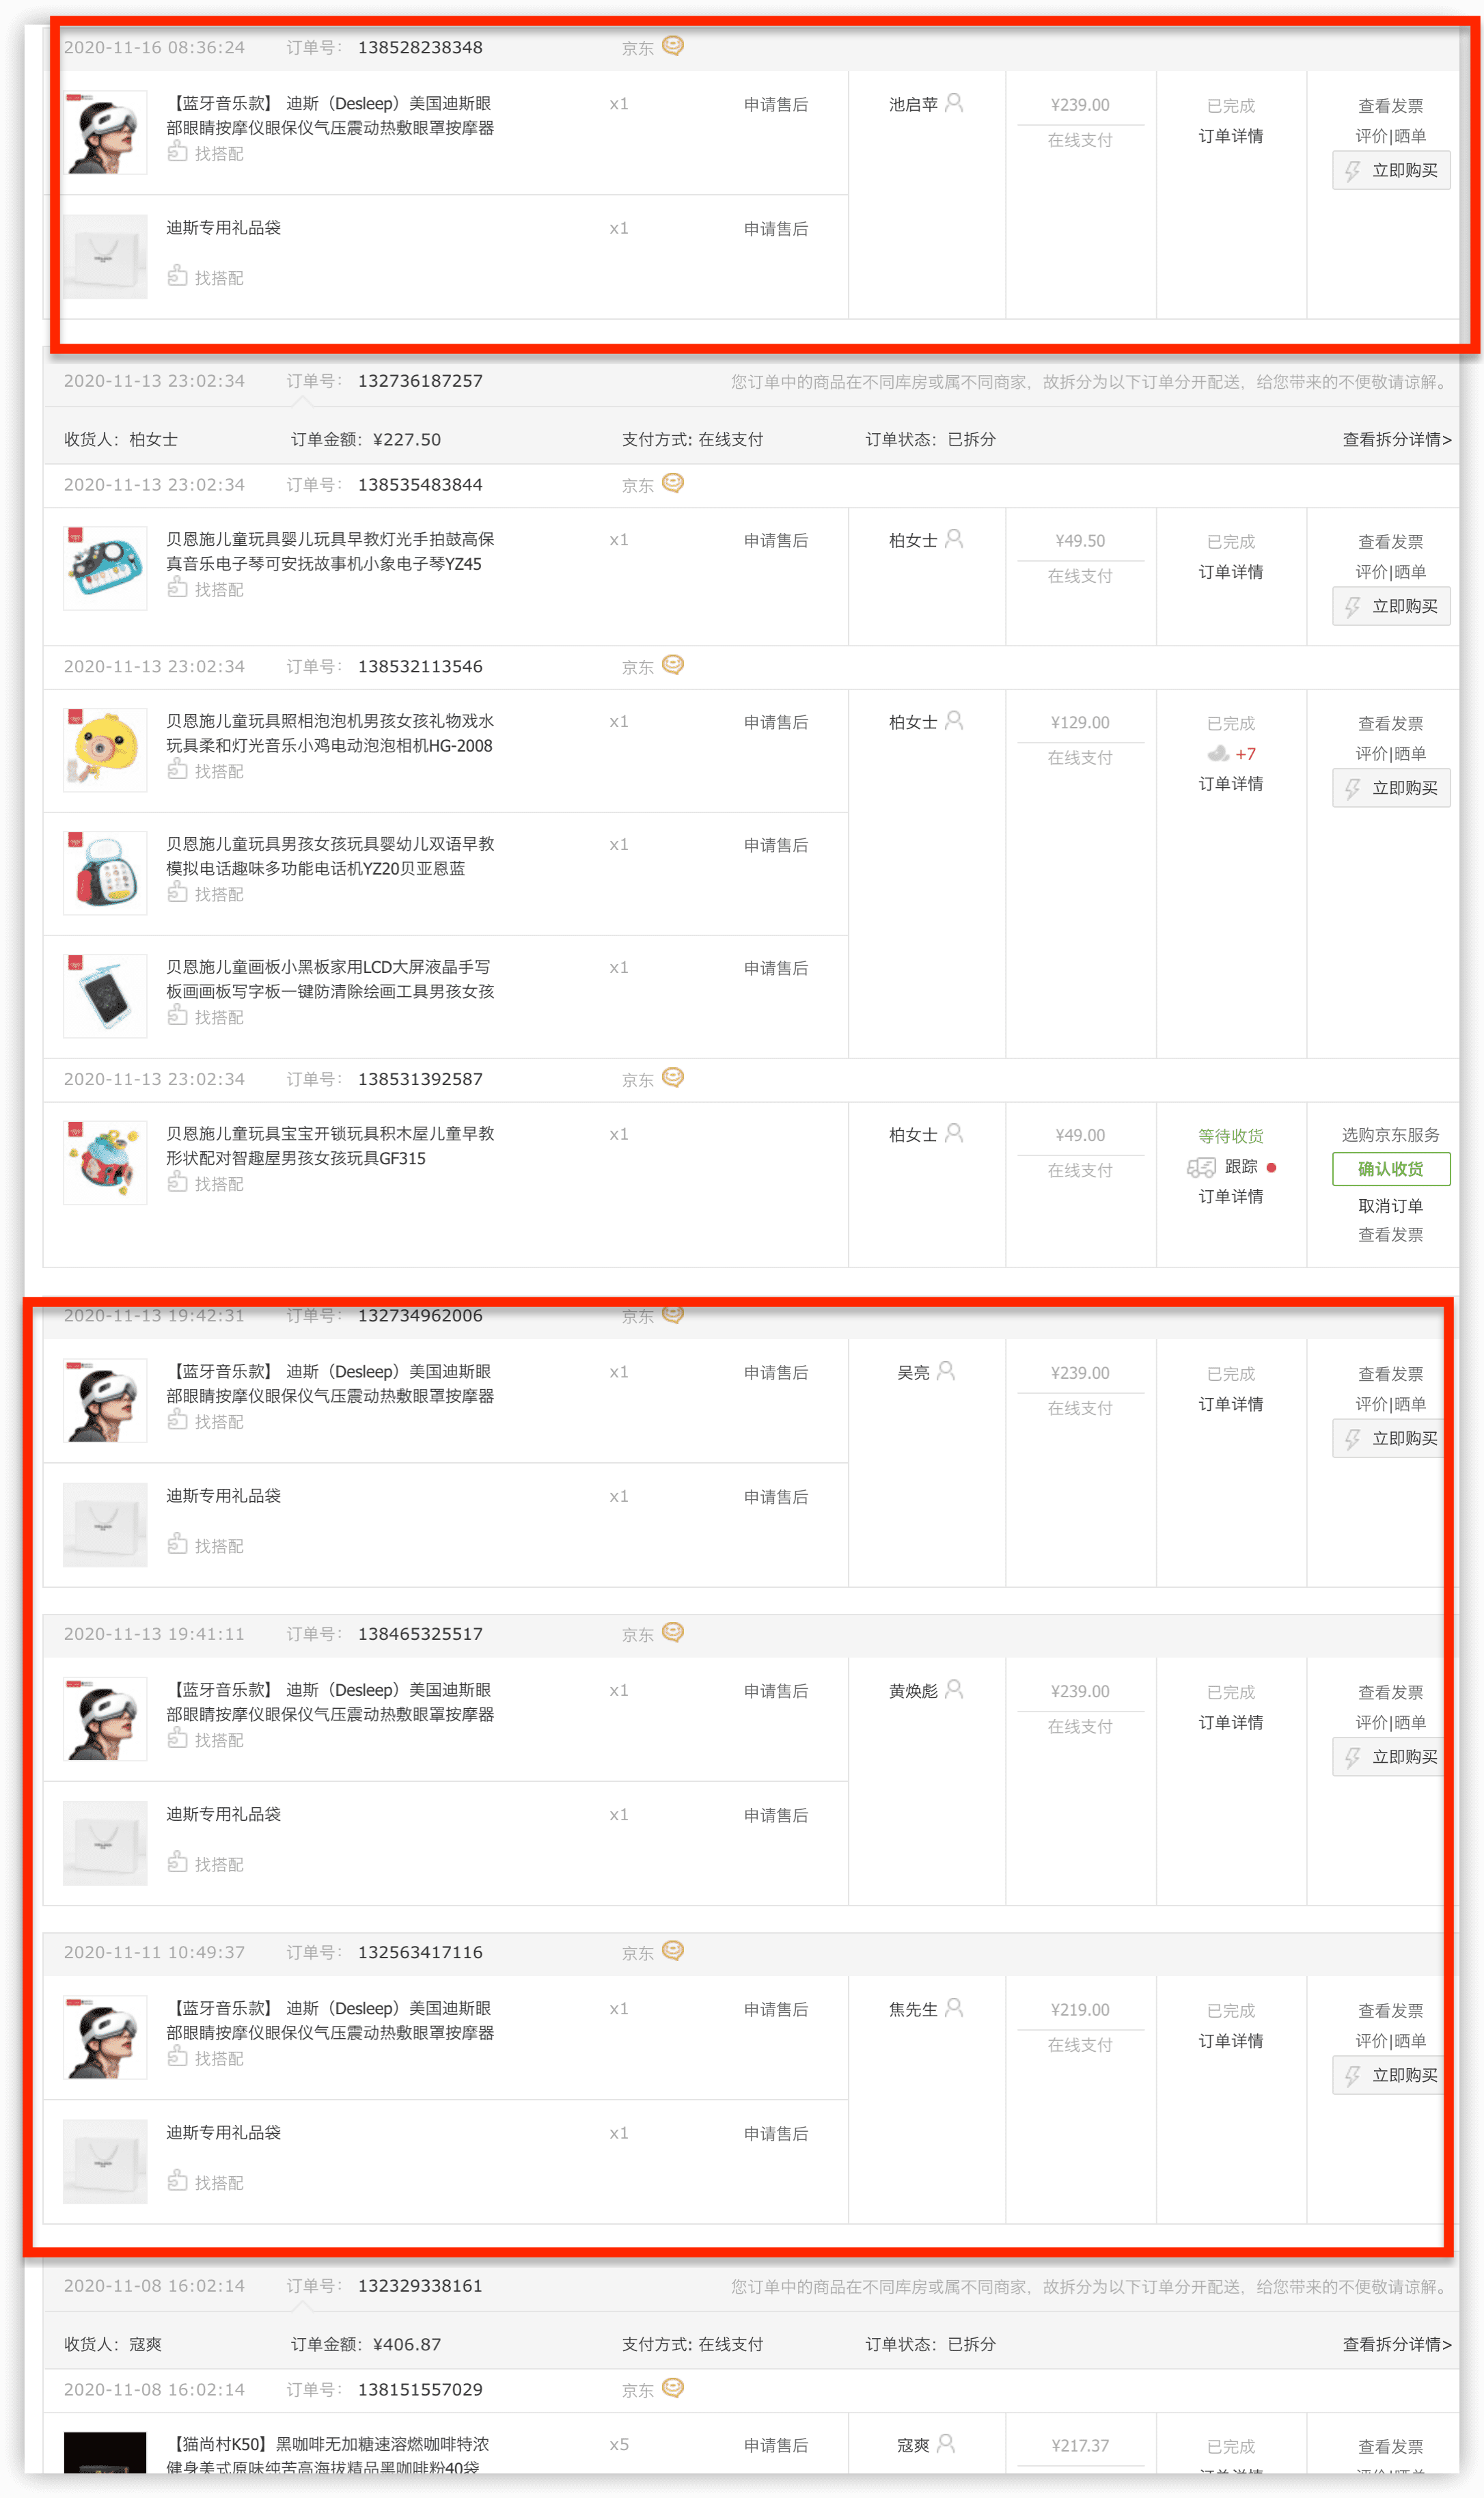 2020-11-16 08:36:24 订单号： 138528238348 京东
【蓝牙音乐款】 迪斯（Desleep）美国迪斯眼 x1 申请售后 池启苹 ¥239.00 已完成 查看发票
部眼睛按摩仪眼保仪气压震动热敷眼罩按摩器 在线支付 订单详情 评价|晒单
找搭配 立即购买
迪斯专用礼品袋 x1 申请售后
找搭配
2020-11-13 23:02:34 订单号： 132736187257 您订单中的商品在不同库房或属不同商家，故拆分为以下订单分开配送，给您带来的不便敬请谅解。
收货人：柏女士 订单金额：¥227.50 支付方式: 在线支付 订单状态：已拆分 查看拆分详情>
2020-11-13 23:02:34 订单号： 138535483844 京东
贝恩施儿童玩具婴儿玩具早教灯光手拍鼓高保 x1 申请售后 柏女士 ¥49.50 已完成 查看发票
真音乐电子琴可安抚故事机小象电子琴YZ45 在线支付 订单详情 评价|晒单
找搭配 立即购买
2020-11-13 23:02:34 订单号： 138532113546 京东
贝恩施儿童玩具照相泡泡机男孩女孩礼物戏水 x1 申请售后 柏女士 ¥129.00 已完成 查看发票
玩具柔和灯光音乐小鸡电动泡泡相机HG-2008 在线支付 +7 评价|晒单
找搭配 订单详情 立即购买
贝恩施儿童玩具男孩女孩玩具婴幼儿双语早教 x1 申请售后
模拟电话趣味多功能电话机YZ20贝亚恩蓝
找搭配
贝恩施儿童画板小黑板家用LCD大屏液晶手写 x1 申请售后
板画画板写字板一键防清除绘画工具男孩女孩
找搭配
2020-11-13 23:02:34 订单号： 138531392587 京东
贝恩施儿童玩具宝宝开锁玩具积木屋儿童早教 x1 柏女士 ¥49.00 等待收货 选购京东服务
形状配对智趣屋男孩女孩玩具GF315 在线支付 跟踪 确认收货
找搭配 订单详情 取消订单
查看发票
2020-11-13 19:42:31 订单号： 132734962006 京东
【蓝牙音乐款】 迪斯（Desleep）美国迪斯眼 x1 申请售后 吴亮 ¥239.00 已完成 查看发票
部眼睛按摩仪眼保仪气压震动热敷眼罩按摩器 在线支付 订单详情 评价|晒单
找搭配 立即购买
迪斯专用礼品袋 x1 申请售后
找搭配
2020-11-13 19:41:11 订单号： 138465325517 京东
【蓝牙音乐款】 迪斯（Desleep）美国迪斯眼 x1 申请售后 黄焕彪 ¥239.00 已完成 查看发票
部眼睛按摩仪眼保仪气压震动热敷眼罩按摩器 在线支付 订单详情 评价|晒单
找搭配 立即购买
迪斯专用礼品袋 x1 申请售后
找搭配
2020-11-11 10:49:37 订单号： 132563417116 京东
【蓝牙音乐款】 迪斯（Desleep）美国迪斯眼 x1 申请售后 焦先生 ¥219.00 已完成 查看发票
部眼睛按摩仪眼保仪气压震动热敷眼罩按摩器 在线支付 订单详情 评价|晒单
找搭配 立即购买
迪斯专用礼品袋 x1 申请售后
找搭配
2020-11-08 16:02:14 订单号： 132329338161 您订单中的商品在不同库房或属不同商家，故拆分为以下订单分开配送，给您带来的不便敬请谅解。
收货人：寇爽 订单金额：¥406.87 支付方式: 在线支付 订单状态：已拆分 查看拆分详情>
2020-11-08 16:02:14 订单号： 138151557029 京东
【猫尚村K50】黑咖啡无加糖速溶燃咖啡特浓 x5 申请售后 寇爽 ¥217.37 已完成 查看发票
健身美式原味纯苦高海拔精品黑咖啡粉40袋